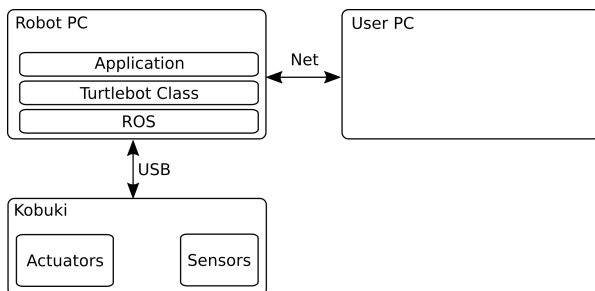 Robot PC
Application
Turtlebot Class
ROS
Net
User PC
USB
Kobuki
Actuators
Sensors